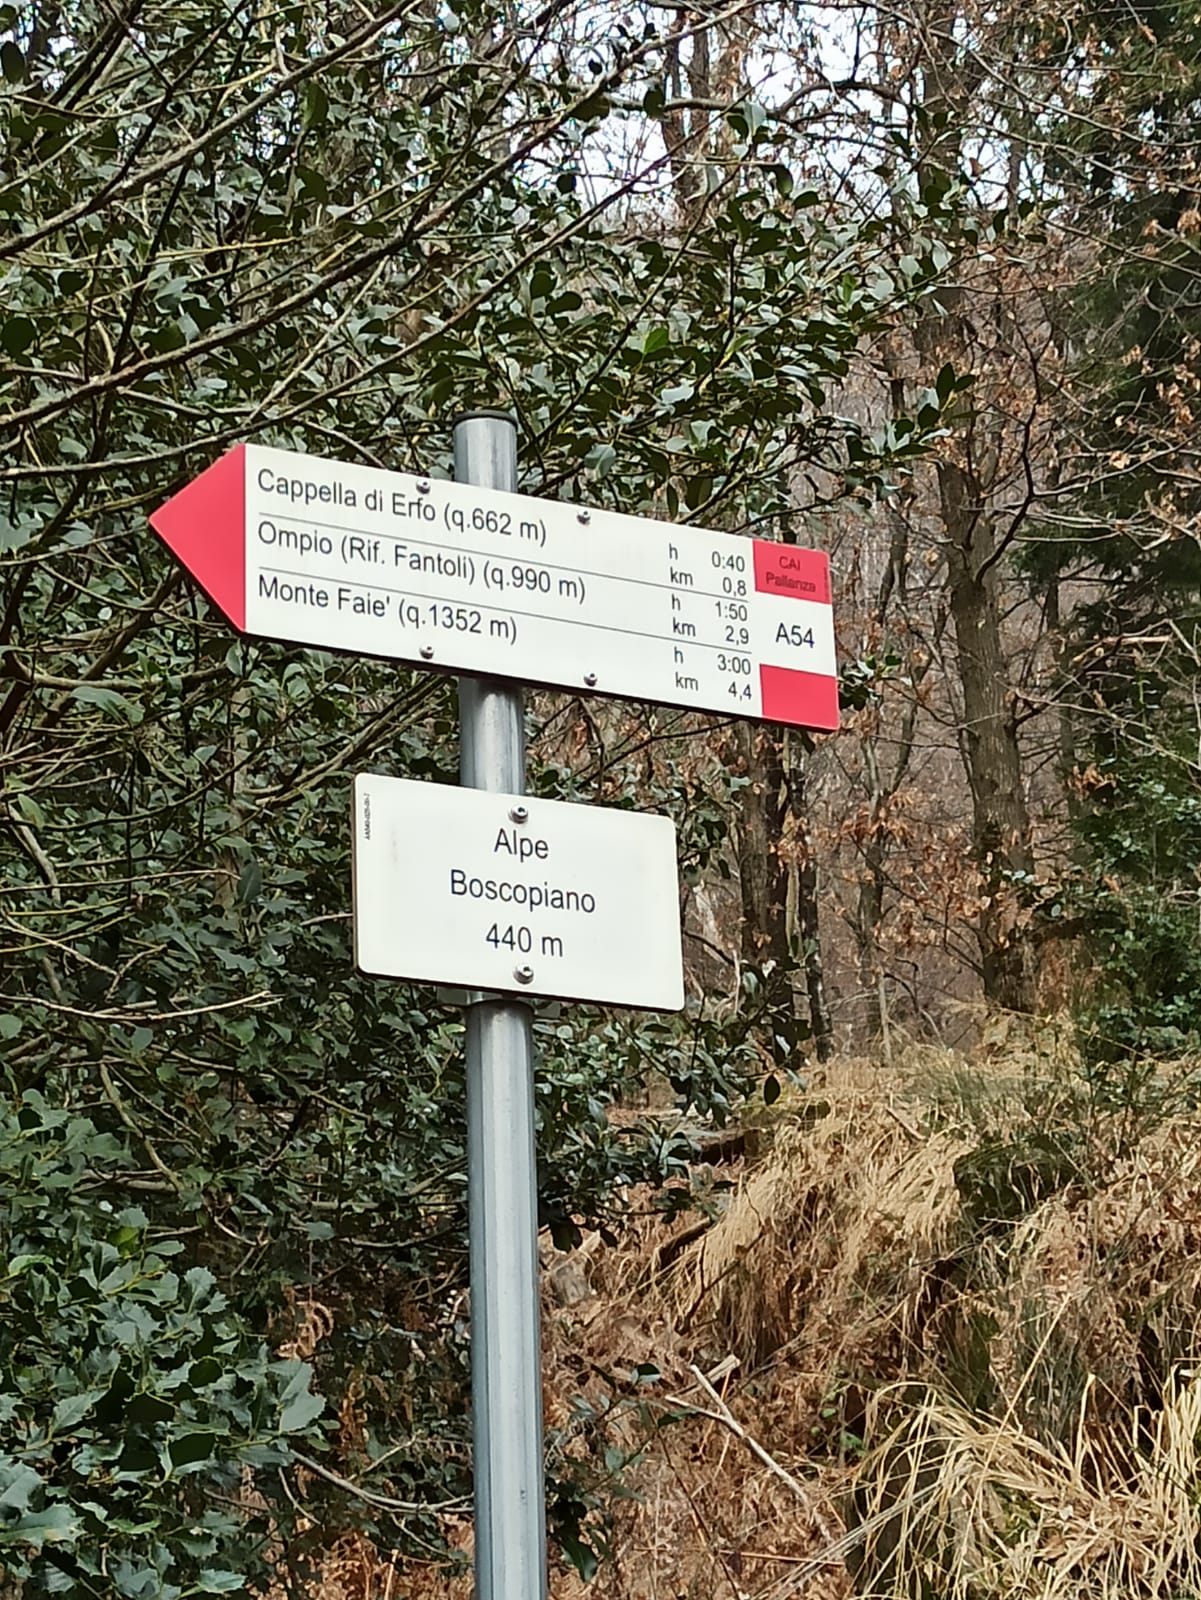 Cappella di Erfo (q.662 m) h 0:40
km 0,8
Ompio (Rif. Fantoli) (q.990 m) h 1:50
km 2,9
Monte Faie' (q.1352 m) h 3:00
km 4,4
CAI
Pallanza
A54
Alpe
Boscopiano
440 m